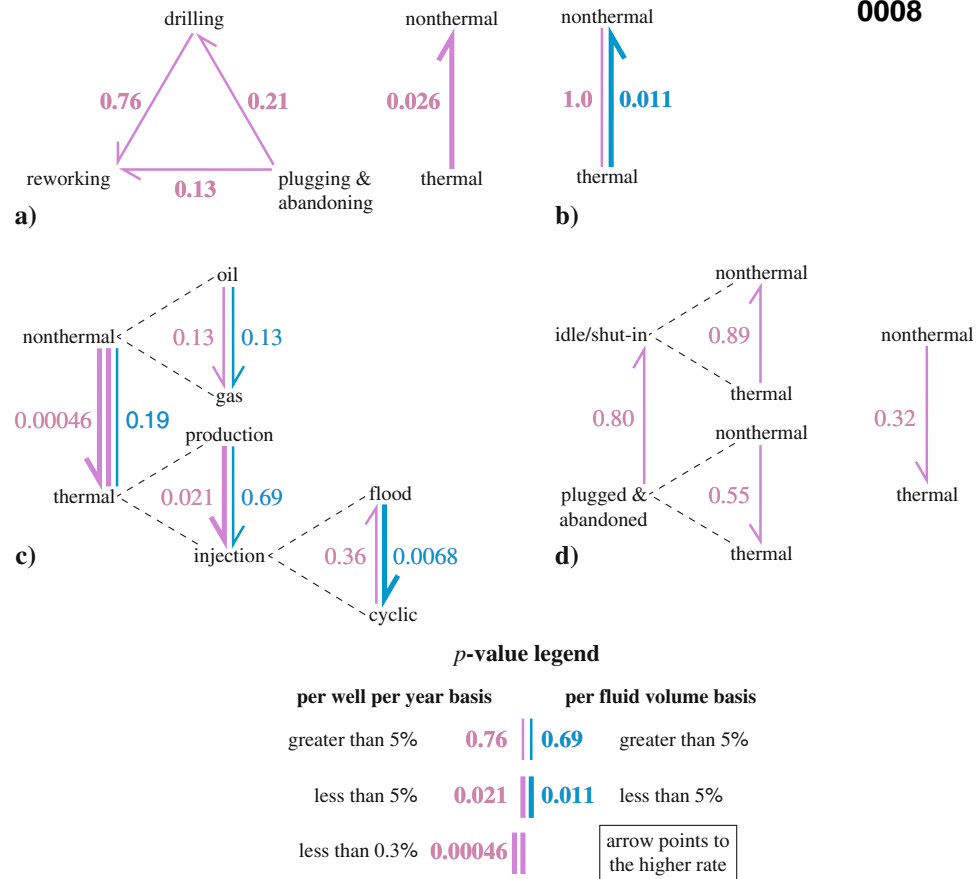 0008
drilling
0.76
0.21
reworking
0.13
plugging &
abandoning
nonthermal
0.026
thermal
a)
nonthermal
1.0
0.011
thermal
b)
oil
0.13
0.13
gas
nonthermal
0.00046
0.19
thermal
production
0.021
0.69
injection
flood
0.36
0.0068
cyclic
c)
nonthermal
idle/shut-in
0.89
thermal
0.80
nonthermal
plugged &
abandoned
0.55
thermal
nonthermal
0.32
thermal
d)
p-value legend
per well per year basis per fluid volume basis
greater than 5% 0.76 0.69 greater than 5%
less than 5% 0.021 0.011 less than 5%
less than 0.3% 0.00046
arrow points to
the higher rate